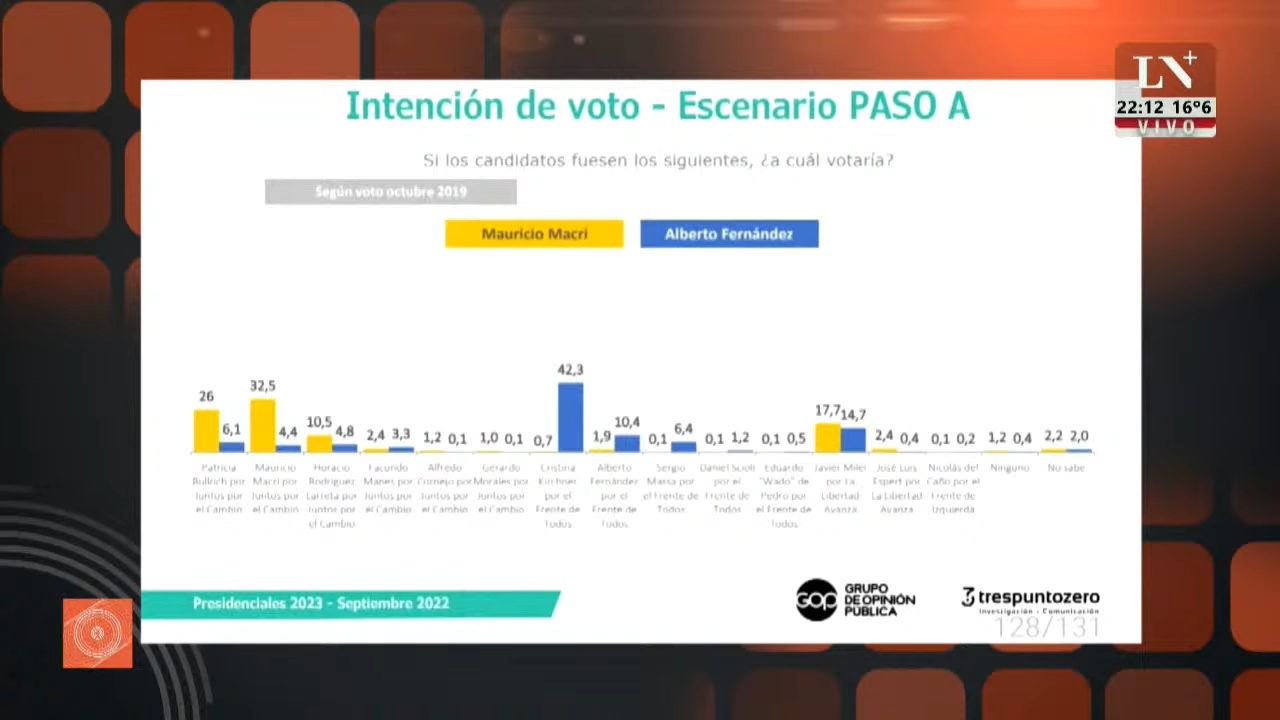 LN+
22:12 16º6
VIVO
Intención de voto - Escenario PASO A
Si los candidatos fuesen los siguientes, ¿a cuál votaría?
Según voto octubre 2019
Mauricio Macri
Alberto Fernández
26 6,1 32,5 4,4 10,5 4,8 2,4 3,3 1,2 0,1 1,0 0,1 0,7 42,3 1,9 10,4 0,1 6,4 0,1 1,2 0,1 0,5 17,7 14,7 2,4 0,4 0,1 0,2 1,2 0,4 2,2 2,0
Patricia
Bullrich por
Juntos por
el Cambio
Mauricio
Macri por
Juntos por
el Cambio
Horacio
Rodriguez
Larreta por
Juntos por
el Cambio
Facundo
Manes por
Juntos por
el Cambio
Alfredo
Cornejo por
Juntos por
el Cambio
Gerardo
Morales por
Juntos por
el Cambio
Cristina
Kirchner
por el
Frente de
Todos
Alberto
Fernández
por el
Frente de
Todos
Sergio
Massa por
el Frente de
Todos
Daniel Scioli
por el
Frente de
Todos
Eduardo
"Wado" de
Pedro por
el Frente de
Todos
Javier Milei
por La
Libertad
Avanza
José Luis
Espert por
La Libertad
Avanza
Nicolás del
Caño por el
Frente de
Izquierda
Ninguno
No sabe
Presidenciales 2023 - Septiembre 2022
GOP
GRUPO
DE OPINIÓN
PÚBLICA
3 trespuntozero
Investigación - Comunicación
128/131